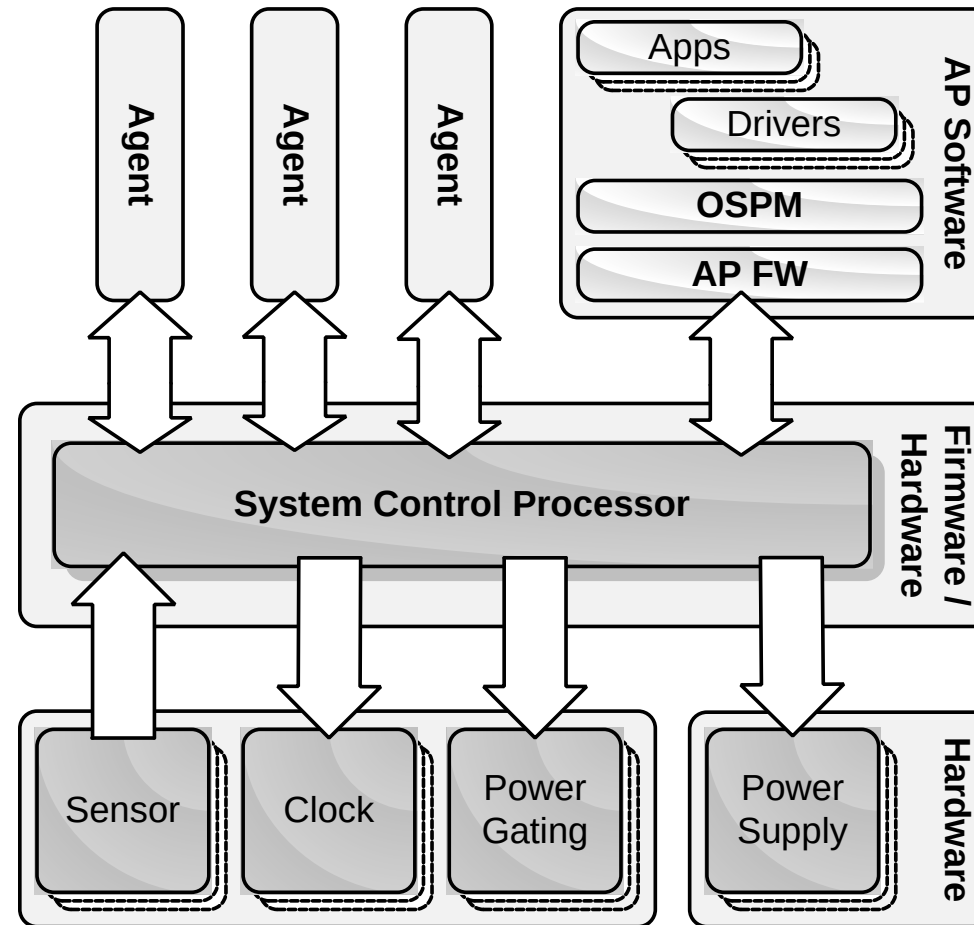 Agent
Agent
Agent
Apps
Drivers
OSPM
AP FW
AP Software
System Control Processor
Firmware /
Hardware
Sensor
Clock
Power
Gating
Power
Supply
Hardware